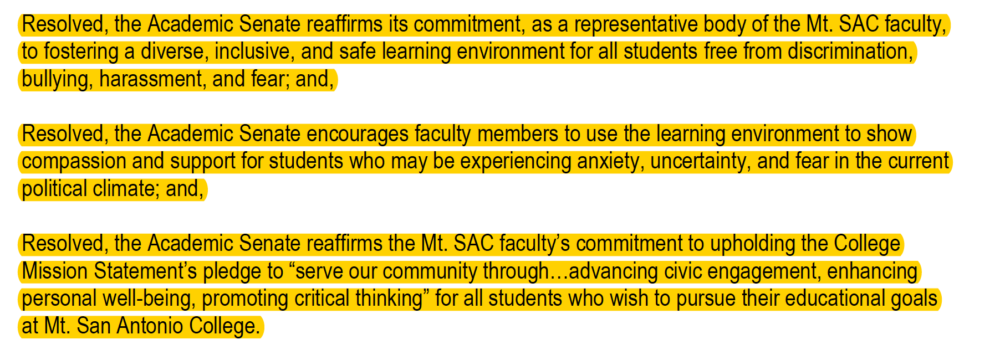 Resolved, the Academic Senate reaffirms its commitment, as a representative body of the Mt. SAC faculty,
to fostering a diverse, inclusive, and safe learning environment for all students free from discrimination,
bullying, harassment, and fear; and,
Resolved, the Academic Senate encourages faculty members to use the learning environment to show
compassion and support for students who may be experiencing anxiety, uncertainty, and fear in the current
political climate; and,
Resolved, the Academic Senate reaffirms the Mt. SAC faculty’s commitment to upholding the College
Mission Statement’s pledge to “serve our community through…advancing civic engagement, enhancing
personal well-being, promoting critical thinking” for all students who wish to pursue their educational goals
at Mt. San Antonio College.